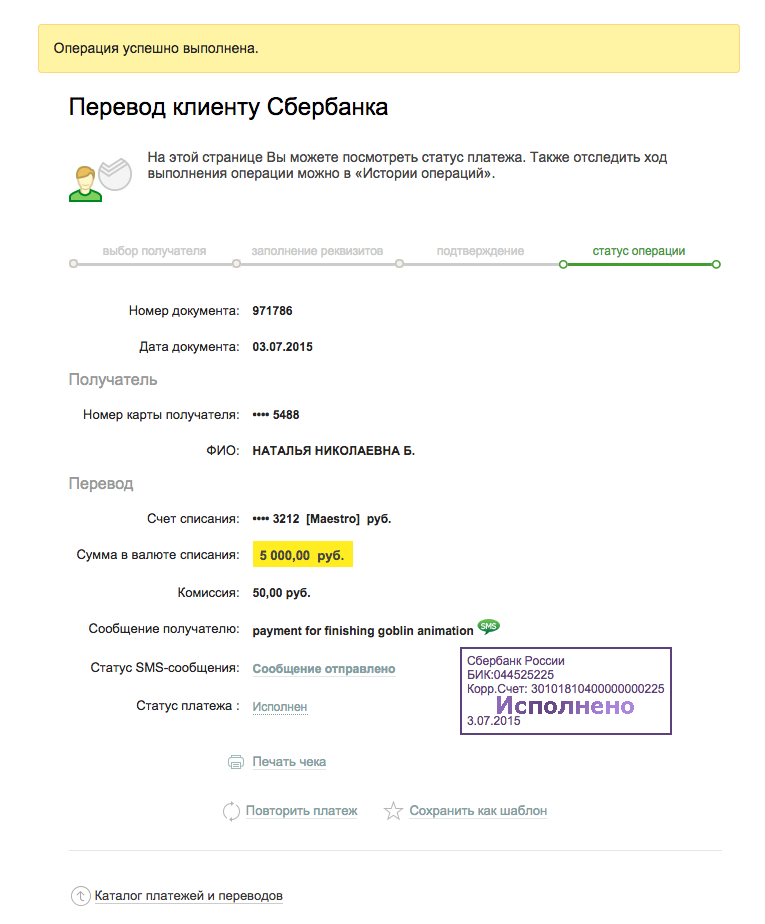 Операция успешно выполнена.
Перевод клиенту Сбербанка
На этой странице Вы можете посмотреть статус платежа. Также отследить ход
выполнения операции можно в «Истории операций».
выбор получателя заполнение реквизитов подтверждение статус операции
Номер документа: 971786
Дата документа: 03.07.2015
Получатель
Номер карты получателя: •••• 5488
ФИО: НАТАЛЬЯ НИКОЛАЕВНА Б.
Перевод
Счет списания: •••• 3212 [Maestro] руб.
Сумма в валюте списания: 5 000,00 руб.
Комиссия: 50,00 руб.
Сообщение получателю: payment for finishing goblin animation SMS
Статус SMS-сообщения: Сообщение отправлено
Статус платежа : Исполнен
Сбербанк России
БИК:044525225
Корр.Счет: 30101810400000000225
Исполнено
3.07.2015
Печать чека
Повторить платеж Сохранить как шаблон
Каталог платежей и переводов